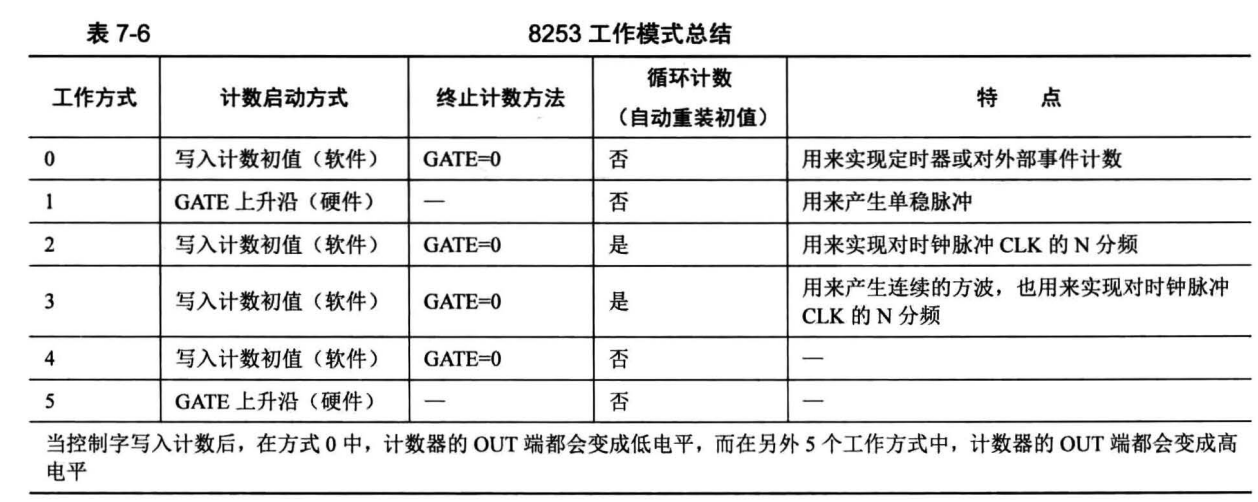 表 7-6 8253 工作模式总结
工作方式 计数启动方式 终止计数方法 循环计数（自动重装初值） 特 点
0 写入计数初值（软件） GATE=0 否 用来实现定时器或对外部事件计数
1 GATE 上升沿（硬件） — 否 用来产生单稳脉冲
2 写入计数初值（软件） GATE=0 是 用来实现对时钟脉冲 CLK 的 N 分频
3 写入计数初值（软件） GATE=0 是 用来产生连续的方波，也用来实现对时钟脉冲
CLK 的 N 分频
4 写入计数初值（软件） GATE=0 否 —
5 GATE 上升沿（硬件） — 否 —
当控制字写入计数后，在方式 0 中，计数器的 OUT 端都会变成低电平，而在另外 5 个工作方式中，计数器的 OUT 端都会变成高
电平